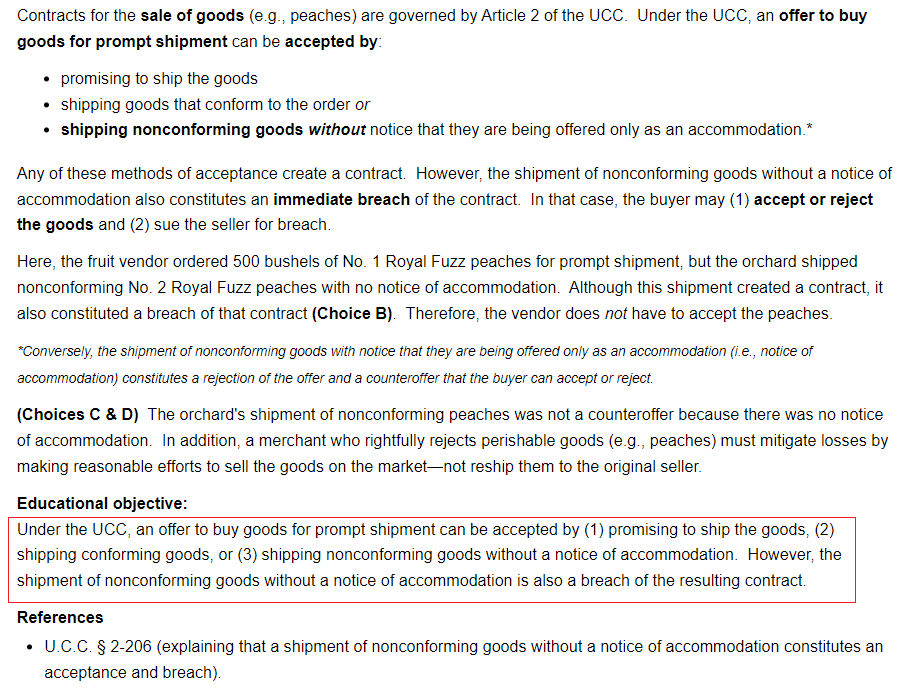 Contracts for the sale of goods (e.g., peaches) are governed by Article 2 of the UCC. Under the UCC, an offer to buy
goods for prompt shipment can be accepted by:
• promising to ship the goods
• shipping goods that conform to the order or
• shipping nonconforming goods without notice that they are being offered only as an accommodation.*
Any of these methods of acceptance create a contract. However, the shipment of nonconforming goods without a notice of
accommodation also constitutes an immediate breach of the contract. In that case, the buyer may (1) accept or reject
the goods and (2) sue the seller for breach.
Here, the fruit vendor ordered 500 bushels of No. 1 Royal Fuzz peaches for prompt shipment, but the orchard shipped
nonconforming No. 2 Royal Fuzz peaches with no notice of accommodation. Although this shipment created a contract, it
also constituted a breach of that contract (Choice B). Therefore, the vendor does not have to accept the peaches.
*Conversely, the shipment of nonconforming goods with notice that they are being offered only as an accommodation (i.e., notice of
accommodation) constitutes a rejection of the offer and a counteroffer that the buyer can accept or reject.
(Choices C & D) The orchard's shipment of nonconforming peaches was not a counteroffer because there was no notice
of accommodation. In addition, a merchant who rightfully rejects perishable goods (e.g., peaches) must mitigate losses by
making reasonable efforts to sell the goods on the market—not reship them to the original seller.
Educational objective:
Under the UCC, an offer to buy goods for prompt shipment can be accepted by (1) promising to ship the goods, (2)
shipping conforming goods, or (3) shipping nonconforming goods without a notice of accommodation. However, the
shipment of nonconforming goods without a notice of accommodation is also a breach of the resulting contract.
References
• U.C.C. § 2-206 (explaining that a shipment of nonconforming goods without a notice of accommodation constitutes an
acceptance and breach).